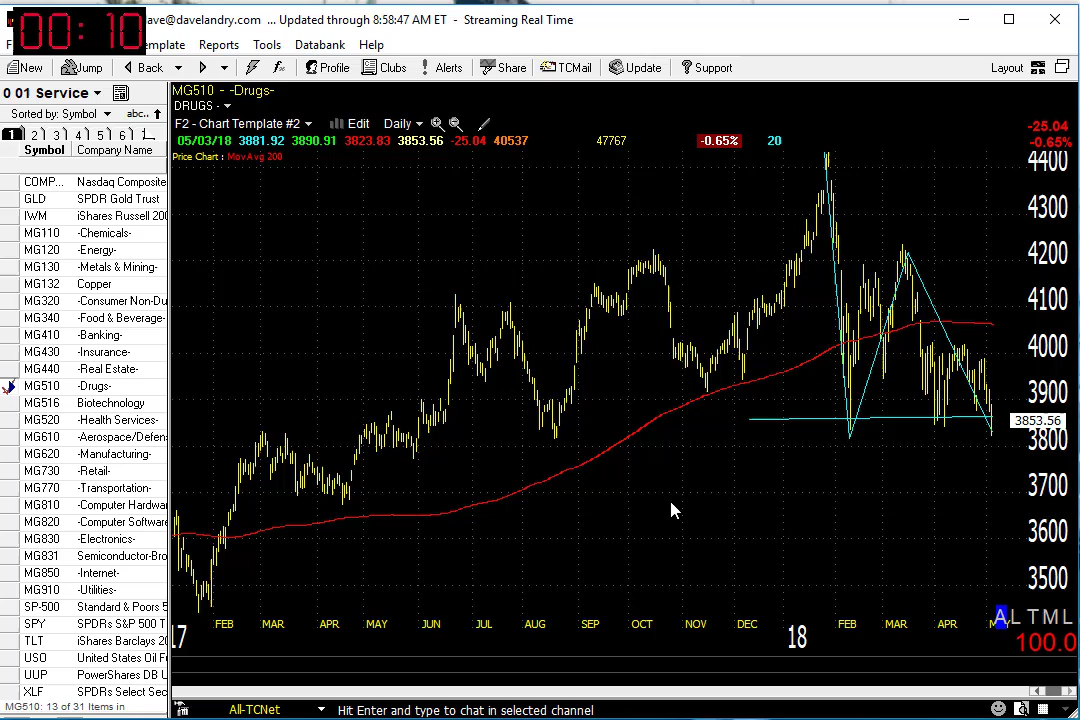 00:10
ave@davelandry.com ... Updated through 8:58:47 AM ET - Streaming Real Time
F emplate Reports Tools Databank Help
New Jump Back Profile Clubs Alerts Share TCMail Update Support Layout
0 01 Service
Sorted by: Symbol abc..
1 2 3 4 5 6
Symbol Company Name
COMP... Nasdaq Composite
GLD SPDR Gold Trust
IWM iShares Russell 200
MG110 -Chemicals-
MG120 -Energy-
MG130 -Metals & Mining-
MG132 Copper
MG320 -Consumer Non-Du
MG340 -Food & Beverage-
MG410 -Banking-
MG430 -Insurance-
MG440 -Real Estate-
MG510 -Drugs-
MG516 Biotechnology
MG520 -Health Services-
MG610 -Aerospace/Defen
MG620 -Manufacturing-
MG730 -Retail-
MG770 -Transportation-
MG810 -Computer Hardwa
MG820 -Computer Softwa
MG830 -Electronics-
MG831 Semiconductor-Bro
MG850 -Internet-
MG910 -Utilities-
SP-500 Standard & Poors 5
SPY SPDRs S&P 500 T
TLT iShares Barclays 20
USO United States Oil F
UUP PowerShares DB U
XLF SPDRs Select Sec
MG510: 13 of 31 Items in
MG510 - -Drugs-
DRUGS -
F2 - Chart Template #2 Edit Daily
05/03/18 3881.92 3890.91 3823.83 3853.56 -25.04 40537 47767 -0.65% 20
Price Chart : MovAvg 200
-25.04
-0.65%
4400
4300
4200
4100
4000
3900
3853.56
3800
3700
3600
3500
FEB MAR APR MAY JUN JUL AUG SEP OCT NOV DEC FEB MAR APR
17 18
A L T M L
100.0
All-TCNet Hit Enter and type to chat in selected channel